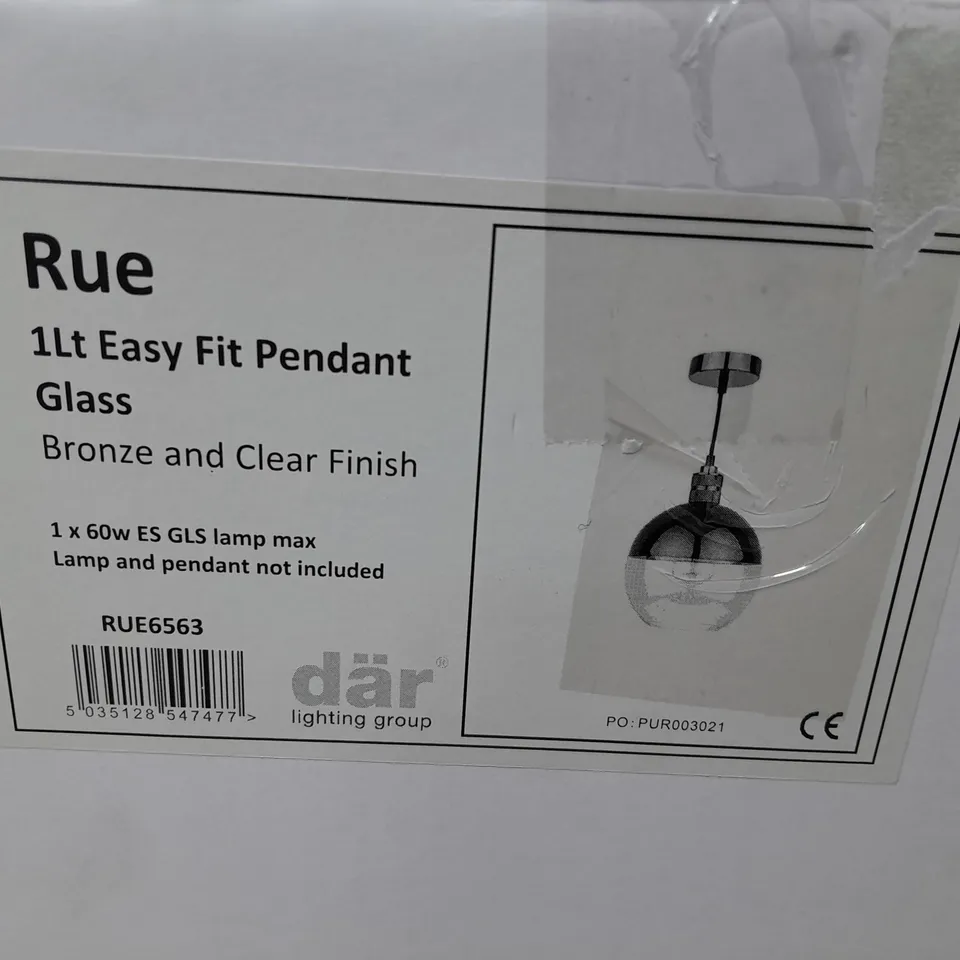 Rue
1Lt Easy Fit Pendant
Glass
Bronze and Clear Finish
1 x 60w ES GLS lamp max
Lamp and pendant not included
RUE6563
5 035128 547477 >
där®
lighting group
PO: PUR003021
CE